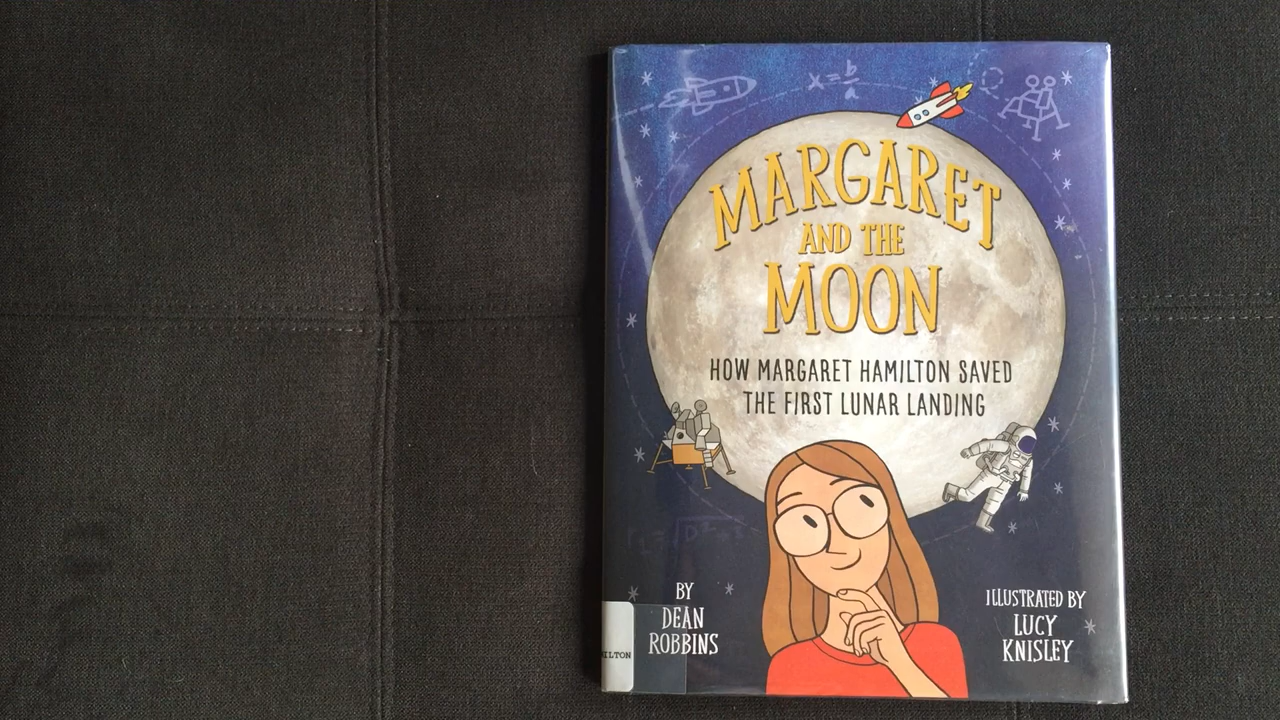 x = b/a
MARGARET
AND THE
MOON
HOW MARGARET HAMILTON SAVED
THE FIRST LUNAR LANDING
BY
DEAN
ROBBINS
ILLUSTRATED BY
LUCY
KNISLEY
ILTON